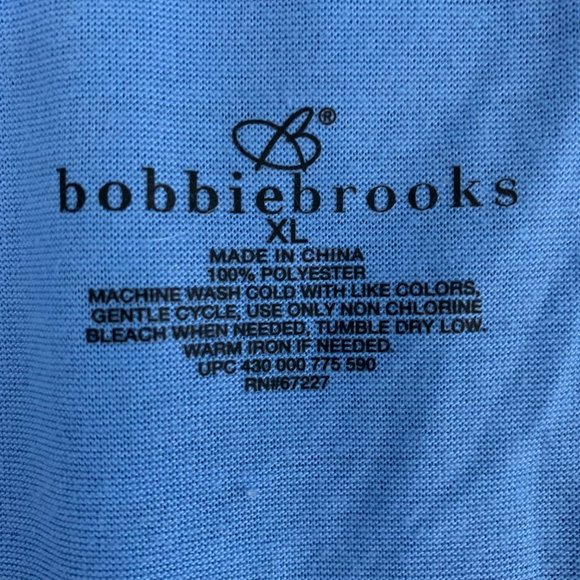 B®
bobbiebrooks
XL
MADE IN CHINA
100% POLYESTER
MACHINE WASH COLD WITH LIKE COLORS,
GENTLE CYCLE, USE ONLY NON CHLORINE
BLEACH WHEN NEEDED, TUMBLE DRY LOW.
WARM IRON IF NEEDED.
UPC 430 000 775 590
RN#67227